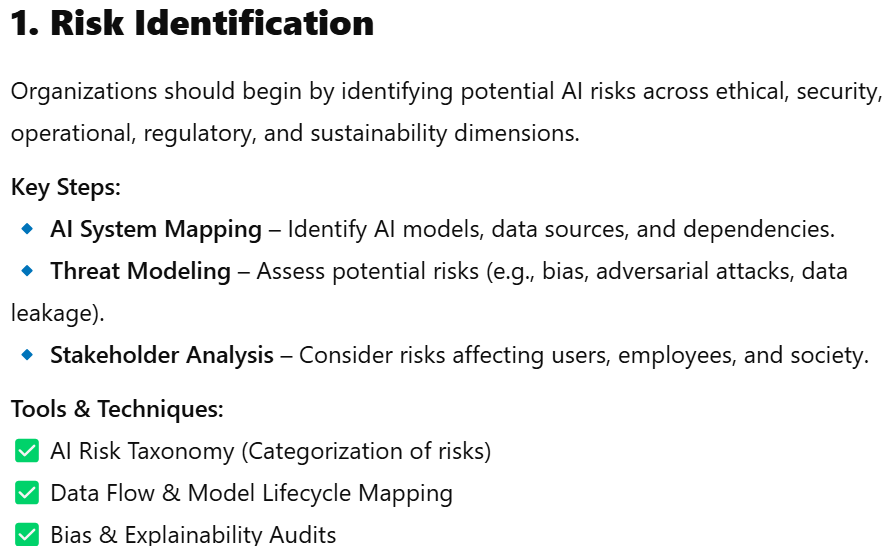 1. Risk Identification
Organizations should begin by identifying potential AI risks across ethical, security,
operational, regulatory, and sustainability dimensions.
Key Steps:
🔹 AI System Mapping – Identify AI models, data sources, and dependencies.
🔹 Threat Modeling – Assess potential risks (e.g., bias, adversarial attacks, data
leakage).
🔹 Stakeholder Analysis – Consider risks affecting users, employees, and society.
Tools & Techniques:
✅ AI Risk Taxonomy (Categorization of risks)
✅ Data Flow & Model Lifecycle Mapping
✅ Bias & Explainability Audits